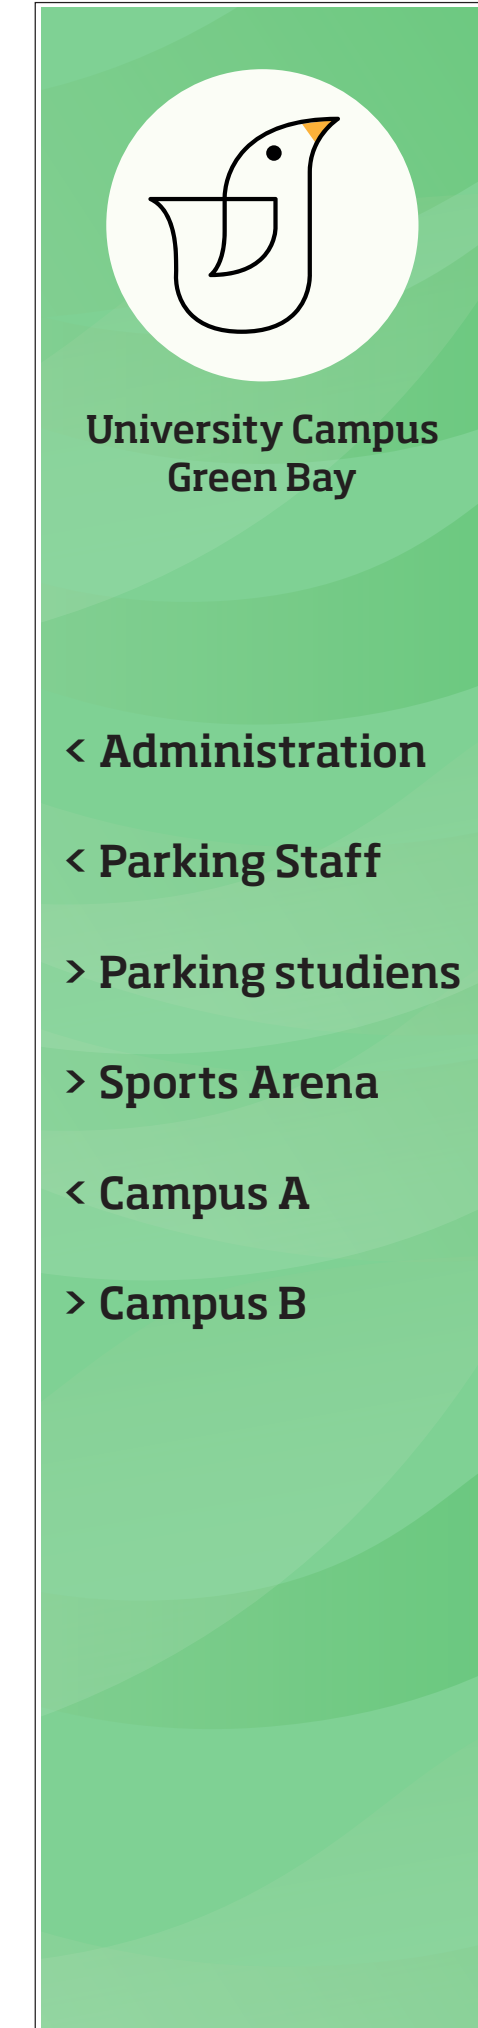 University Campus
Green Bay
< Administration
< Parking Staff
> Parking studiens
> Sports Arena
< Campus A
> Campus B